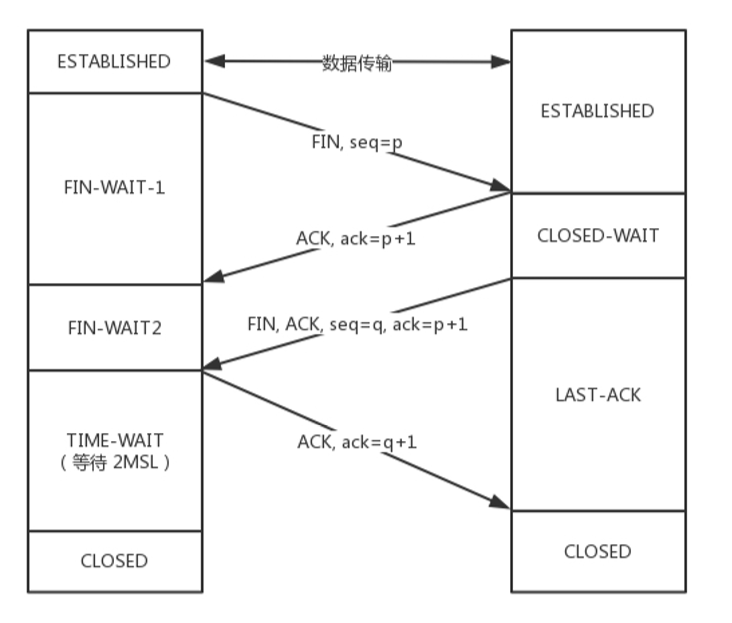 ESTABLISHED
数据传输
ESTABLISHED
FIN, seq=p
FIN-WAIT-1
ACK, ack=p+1
CLOSED-WAIT
FIN-WAIT2
FIN, ACK, seq=q, ack=p+1
LAST-ACK
TIME-WAIT
（等待 2MSL）
ACK, ack=q+1
CLOSED
CLOSED